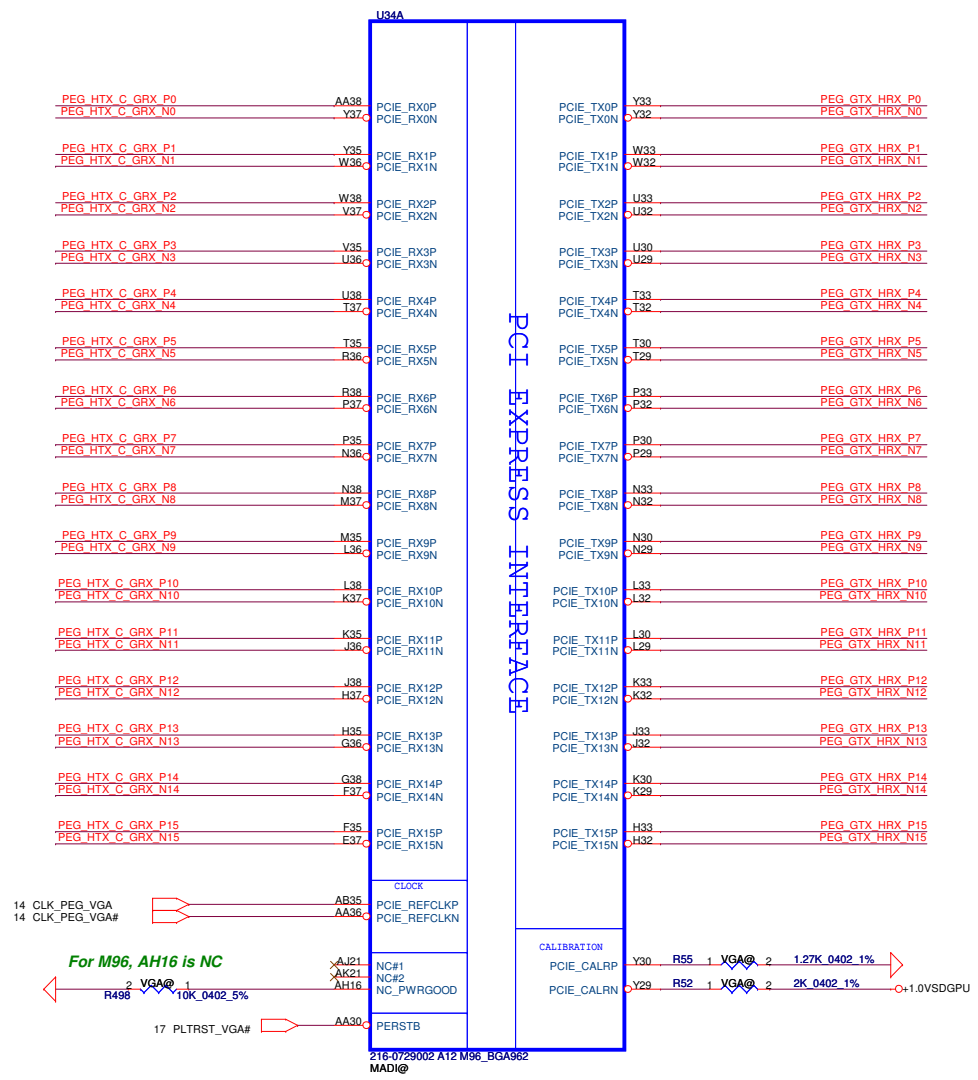 U34A
PEG_HTX_C_GRX_P0 AA38 PCIE_RX0P PCIE_TX0P Y33 PEG_GTX_HRX_P0
PEG_HTX_C_GRX_N0 Y37 PCIE_RX0N PCIE_TX0N Y32 PEG_GTX_HRX_N0
PEG_HTX_C_GRX_P1 Y35 PCIE_RX1P PCIE_TX1P W33 PEG_GTX_HRX_P1
PEG_HTX_C_GRX_N1 W36 PCIE_RX1N PCIE_TX1N W32 PEG_GTX_HRX_N1
PEG_HTX_C_GRX_P2 W38 PCIE_RX2P PCIE_TX2P U33 PEG_GTX_HRX_P2
PEG_HTX_C_GRX_N2 V37 PCIE_RX2N PCIE_TX2N U32 PEG_GTX_HRX_N2
PEG_HTX_C_GRX_P3 V35 PCIE_RX3P PCIE_TX3P U30 PEG_GTX_HRX_P3
PEG_HTX_C_GRX_N3 U36 PCIE_RX3N PCIE_TX3N U29 PEG_GTX_HRX_N3
PEG_HTX_C_GRX_P4 U38 PCIE_RX4P PCIE_TX4P T33 PEG_GTX_HRX_P4
PEG_HTX_C_GRX_N4 T37 PCIE_RX4N PCIE_TX4N T32 PEG_GTX_HRX_N4
PEG_HTX_C_GRX_P5 T35 PCIE_RX5P PCIE_TX5P T30 PEG_GTX_HRX_P5
PEG_HTX_C_GRX_N5 R36 PCIE_RX5N PCIE_TX5N T29 PEG_GTX_HRX_N5
PEG_HTX_C_GRX_P6 R38 PCIE_RX6P PCIE_TX6P P33 PEG_GTX_HRX_P6
PEG_HTX_C_GRX_N6 P37 PCIE_RX6N PCIE_TX6N P32 PEG_GTX_HRX_N6
PEG_HTX_C_GRX_P7 P35 PCIE_RX7P PCIE_TX7P P30 PEG_GTX_HRX_P7
PEG_HTX_C_GRX_N7 N36 PCIE_RX7N PCIE_TX7N P29 PEG_GTX_HRX_N7
PEG_HTX_C_GRX_P8 N38 PCIE_RX8P PCIE_TX8P N33 PEG_GTX_HRX_P8
PEG_HTX_C_GRX_N8 M37 PCIE_RX8N PCIE_TX8N N32 PEG_GTX_HRX_N8
PEG_HTX_C_GRX_P9 M35 PCIE_RX9P PCIE_TX9P N30 PEG_GTX_HRX_P9
PEG_HTX_C_GRX_N9 L36 PCIE_RX9N PCIE_TX9N N29 PEG_GTX_HRX_N9
PEG_HTX_C_GRX_P10 L38 PCIE_RX10P PCIE_TX10P L33 PEG_GTX_HRX_P10
PEG_HTX_C_GRX_N10 K37 PCIE_RX10N PCIE_TX10N L32 PEG_GTX_HRX_N10
PEG_HTX_C_GRX_P11 K35 PCIE_RX11P PCIE_TX11P L30 PEG_GTX_HRX_P11
PEG_HTX_C_GRX_N11 J36 PCIE_RX11N PCIE_TX11N L29 PEG_GTX_HRX_N11
PEG_HTX_C_GRX_P12 J38 PCIE_RX12P PCIE_TX12P K33 PEG_GTX_HRX_P12
PEG_HTX_C_GRX_N12 H37 PCIE_RX12N PCIE_TX12N K32 PEG_GTX_HRX_N12
PEG_HTX_C_GRX_P13 H35 PCIE_RX13P PCIE_TX13P J33 PEG_GTX_HRX_P13
PEG_HTX_C_GRX_N13 G36 PCIE_RX13N PCIE_TX13N J32 PEG_GTX_HRX_N13
PEG_HTX_C_GRX_P14 G38 PCIE_RX14P PCIE_TX14P K30 PEG_GTX_HRX_P14
PEG_HTX_C_GRX_N14 F37 PCIE_RX14N PCIE_TX14N K29 PEG_GTX_HRX_N14
PEG_HTX_C_GRX_P15 F35 PCIE_RX15P PCIE_TX15P H33 PEG_GTX_HRX_P15
PEG_HTX_C_GRX_N15 E37 PCIE_RX15N PCIE_TX15N H32 PEG_GTX_HRX_N15
PCI EXPRESS INTERFACE
CLOCK
14 CLK_PEG_VGA AB35 PCIE_REFCLKP
14 CLK_PEG_VGA# AA36 PCIE_REFCLKN
CALIBRATION
For M96, AH16 is NC
AJ21 NC#1 PCIE_CALRP Y30 R55 1 VGA@ 2 1.27K_0402_1%
AK21 NC#2
R498 2 VGA@ 1 10K_0402_5% AH16 NC_PWRGOOD PCIE_CALRN Y29 R52 1 VGA@ 2 2K_0402_1% +1.0VSDGPU
17 PLTRST_VGA# AA30 PERSTB
216-0729002 A12 M96_BGA962
MADI@